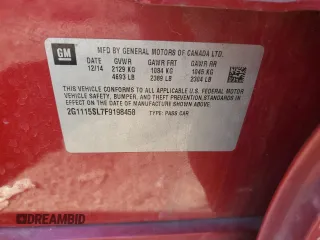 GM
MFD BY GENERAL MOTORS OF CANADA LTD.
DATE GVWR GAWR FRT GAWR RR
12/14 2129 KG 1084 KG 1045 KG
4693 LB 2389 LB 2304 LB
THIS VEHICLE CONFORMS TO ALL APPLICABLE U.S. FEDERAL MOTOR
VEHICLE SAFETY, BUMPER, AND THEFT PREVENTION STANDARDS
IN EFFECT ON THE DATE OF MANUFACTURE SHOWN ABOVE.
2G1115SL7F9198458 TYPE: PASS CAR
DREAMBID